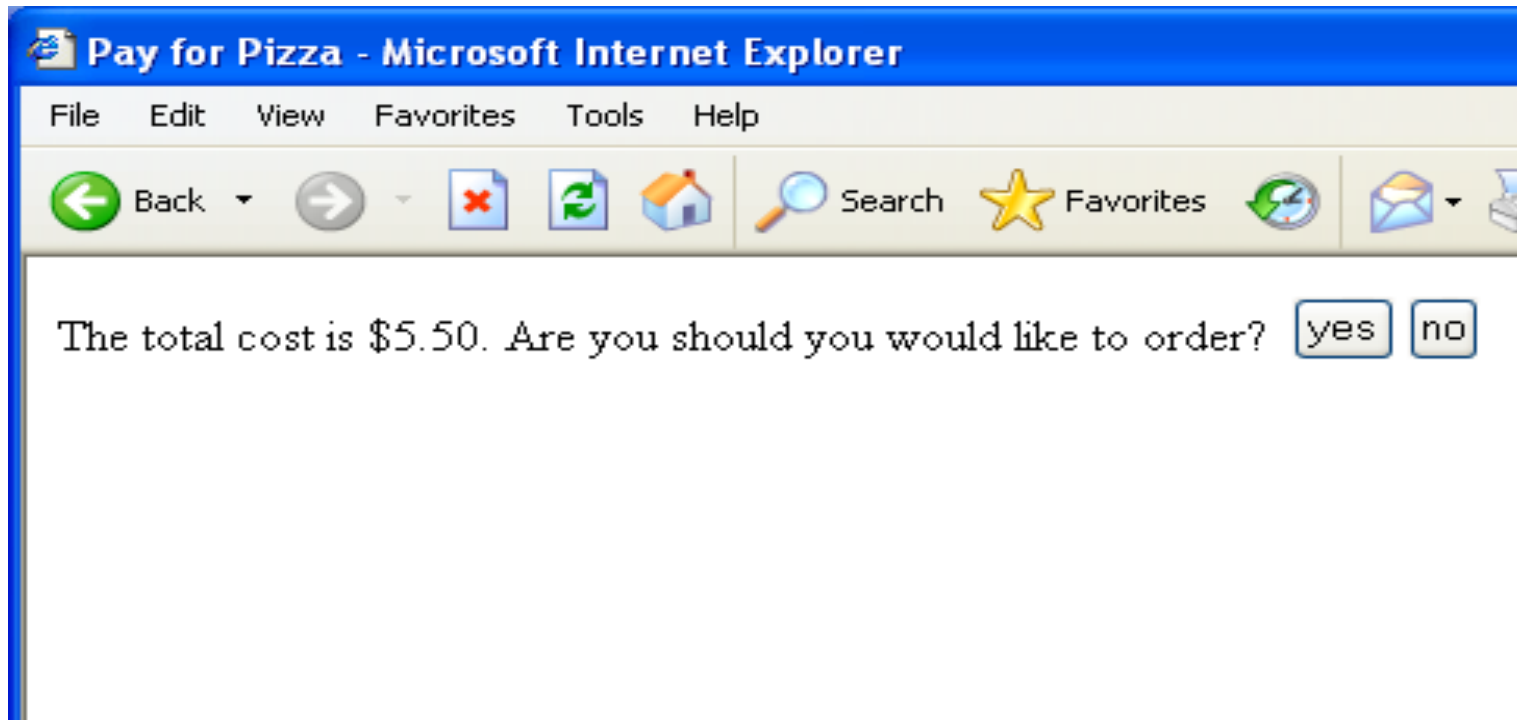 Pay for Pizza - Microsoft Internet Explorer
File Edit View Favorites Tools Help
Back Search Favorites
The total cost is $5.50. Are you should you would like to order? yes no